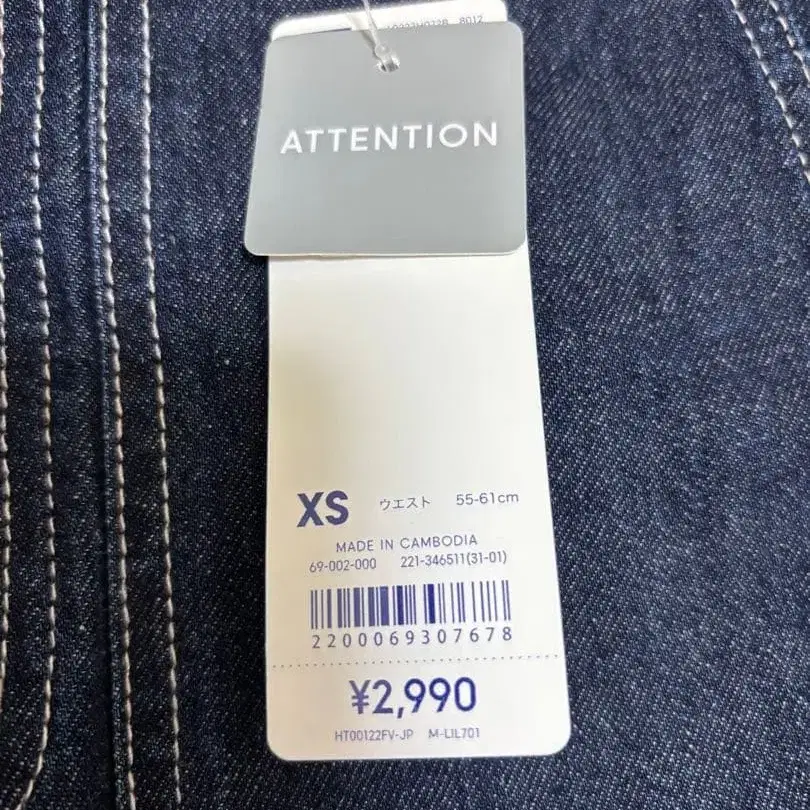 8012
ATTENTION
XS ウエスト 55-61cm
MADE IN CAMBODIA
69-002-000 221-346511(31-01)
2200069307678
¥2,990
HT00122FV-JP M-LIL701